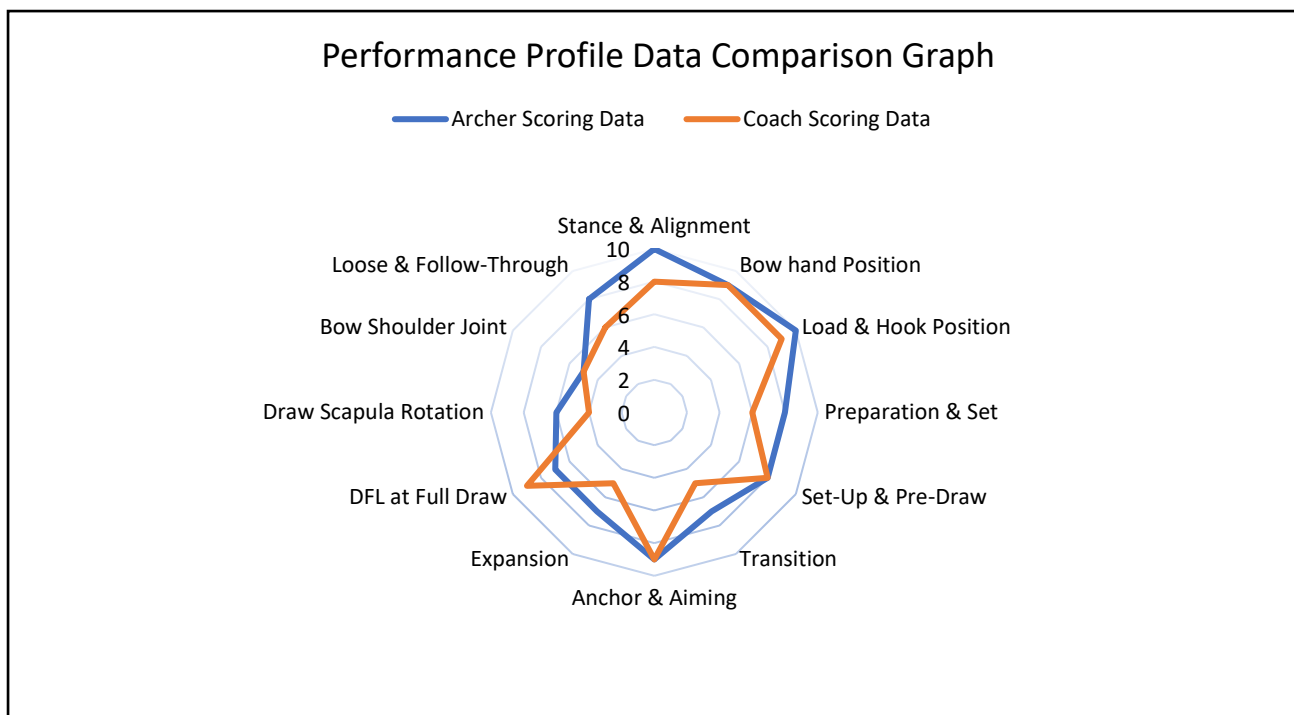 Performance Profile Data Comparison Graph
Archer Scoring Data
Coach Scoring Data
Stance & Alignment
Loose & Follow-Through
10
Bow hand Position
8
Bow Shoulder Joint
6
Load & Hook Position
4
2
Draw Scapula Rotation
0
Preparation & Set
DFL at Full Draw
Set-Up & Pre-Draw
Expansion
Transition
Anchor & Aiming